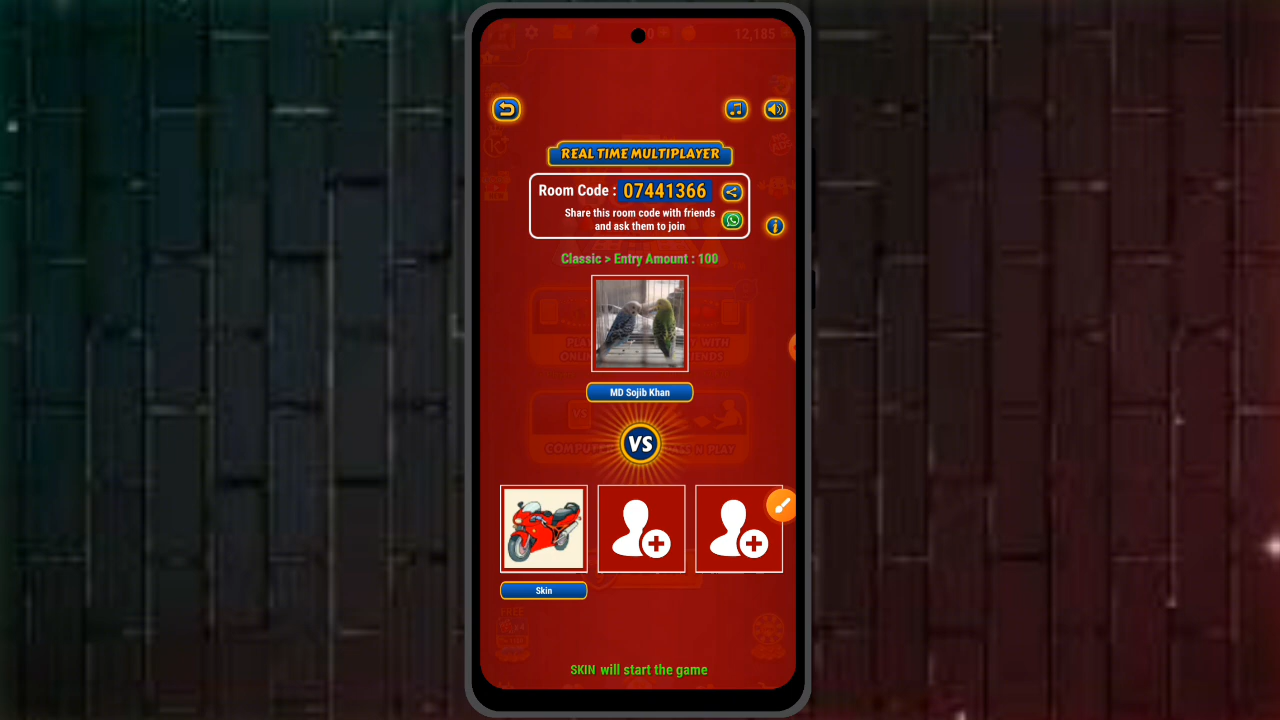 12,185
REAL TIME MULTIPLAYER
Room Code : 07441366
Share this room code with friends
and ask them to join
Classic > Entry Amount : 100
MD Sojib Khan
VS
Skin
SKIN will start the game